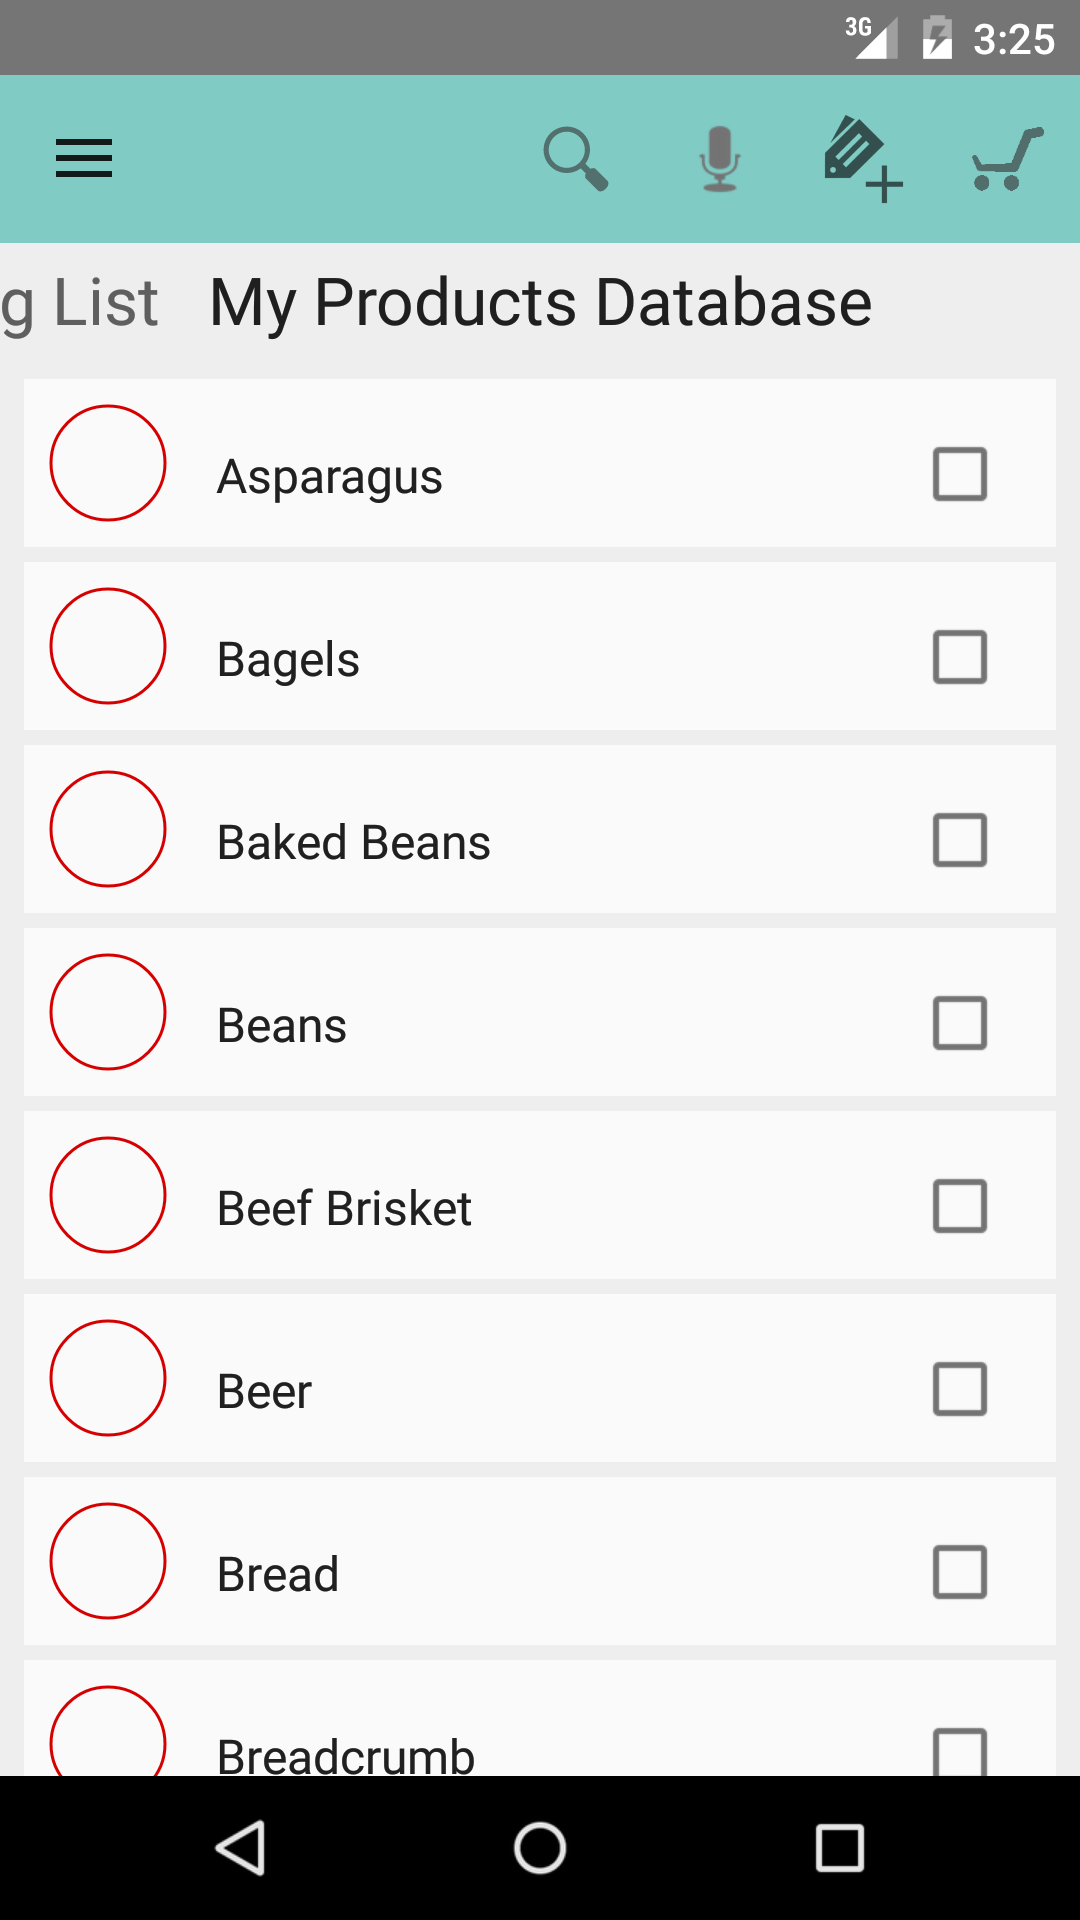 3G 3:25
g List My Products Database
Asparagus
Bagels
Baked Beans
Beans
Beef Brisket
Beer
Bread
Breadcrumb